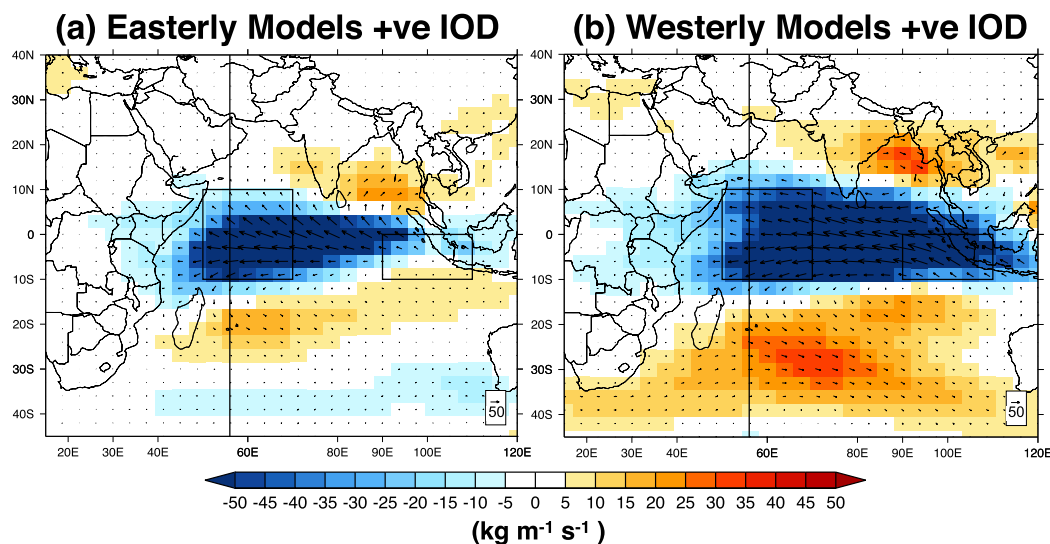 (a) Easterly Models +ve IOD
(b) Westerly Models +ve IOD
40N
30N
20N
10N
0
10S
20S
30S
40S
20E 30E 40E 60E 80E 100E 120E
50
40N
30N
20N
10N
0
10S
20S
30S
40S
20E 30E 40E 60E 80E 90E 100E 120E
50
-50 -45 -40 -30 -25 -20 -15 -10 -5 0 5 10 15 20 25 30 35 40 45 50
(kg m⁻¹ s⁻¹ )